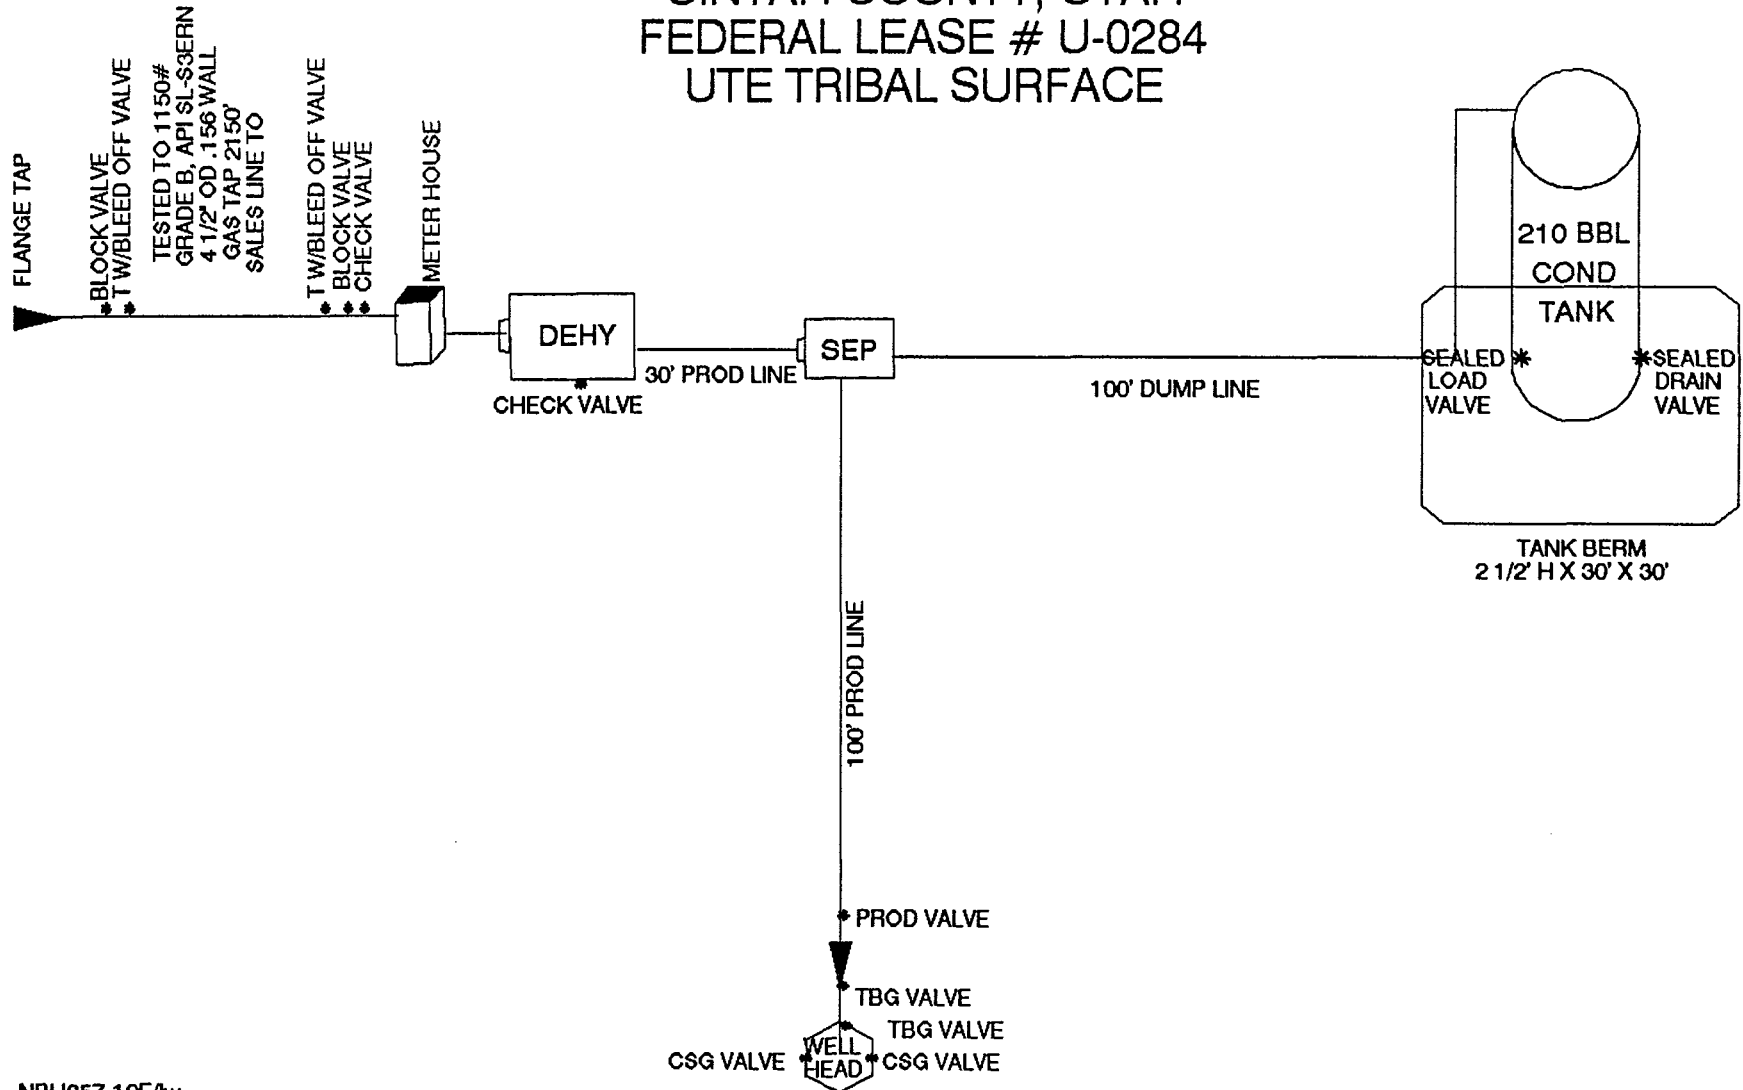 FEDERAL LEASE # U-0284
UTE TRIBAL SURFACE
FLANGE TAP
BLOCK VALVE
T W/BLEED OFF VALVE
TESTED TO 1150#
GRADE B, API SL-S3ERN
4 1/2" OD .156 WALL
GAS TAP 2150'
SALES LINE TO
T W/BLEED OFF VALVE
BLOCK VALVE
CHECK VALVE
METER HOUSE
DEHY
CHECK VALVE
30' PROD LINE
SEP
100' DUMP LINE
210 BBL
COND
TANK
SEALED
LOAD
VALVE
SEALED
DRAIN
VALVE
TANK BERM
2 1/2' H X 30' X 30'
100' PROD LINE
PROD VALVE
TBG VALVE
TBG VALVE
CSG VALVE
WELL
HEAD
CSG VALVE